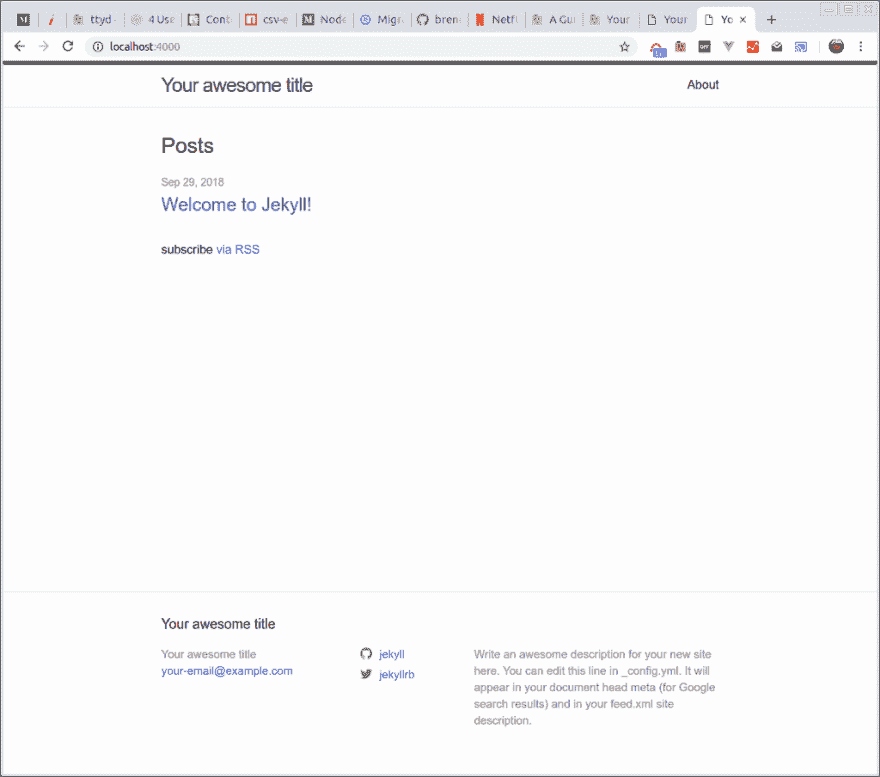 ttyd
4 Use
Cont
csv-e
Node
Migr
bren
Netf
A Gui
Your
Your
Yo
localhost:4000
Your awesome title
About
Posts
Sep 29, 2018
Welcome to Jekyll!
subscribe via RSS
Your awesome title
Your awesome title
your-email@example.com
jekyll
jekyllrb
Write an awesome description for your new site
here. You can edit this line in _config.yml. It will
appear in your document head meta (for Google
search results) and in your feed.xml site
description.